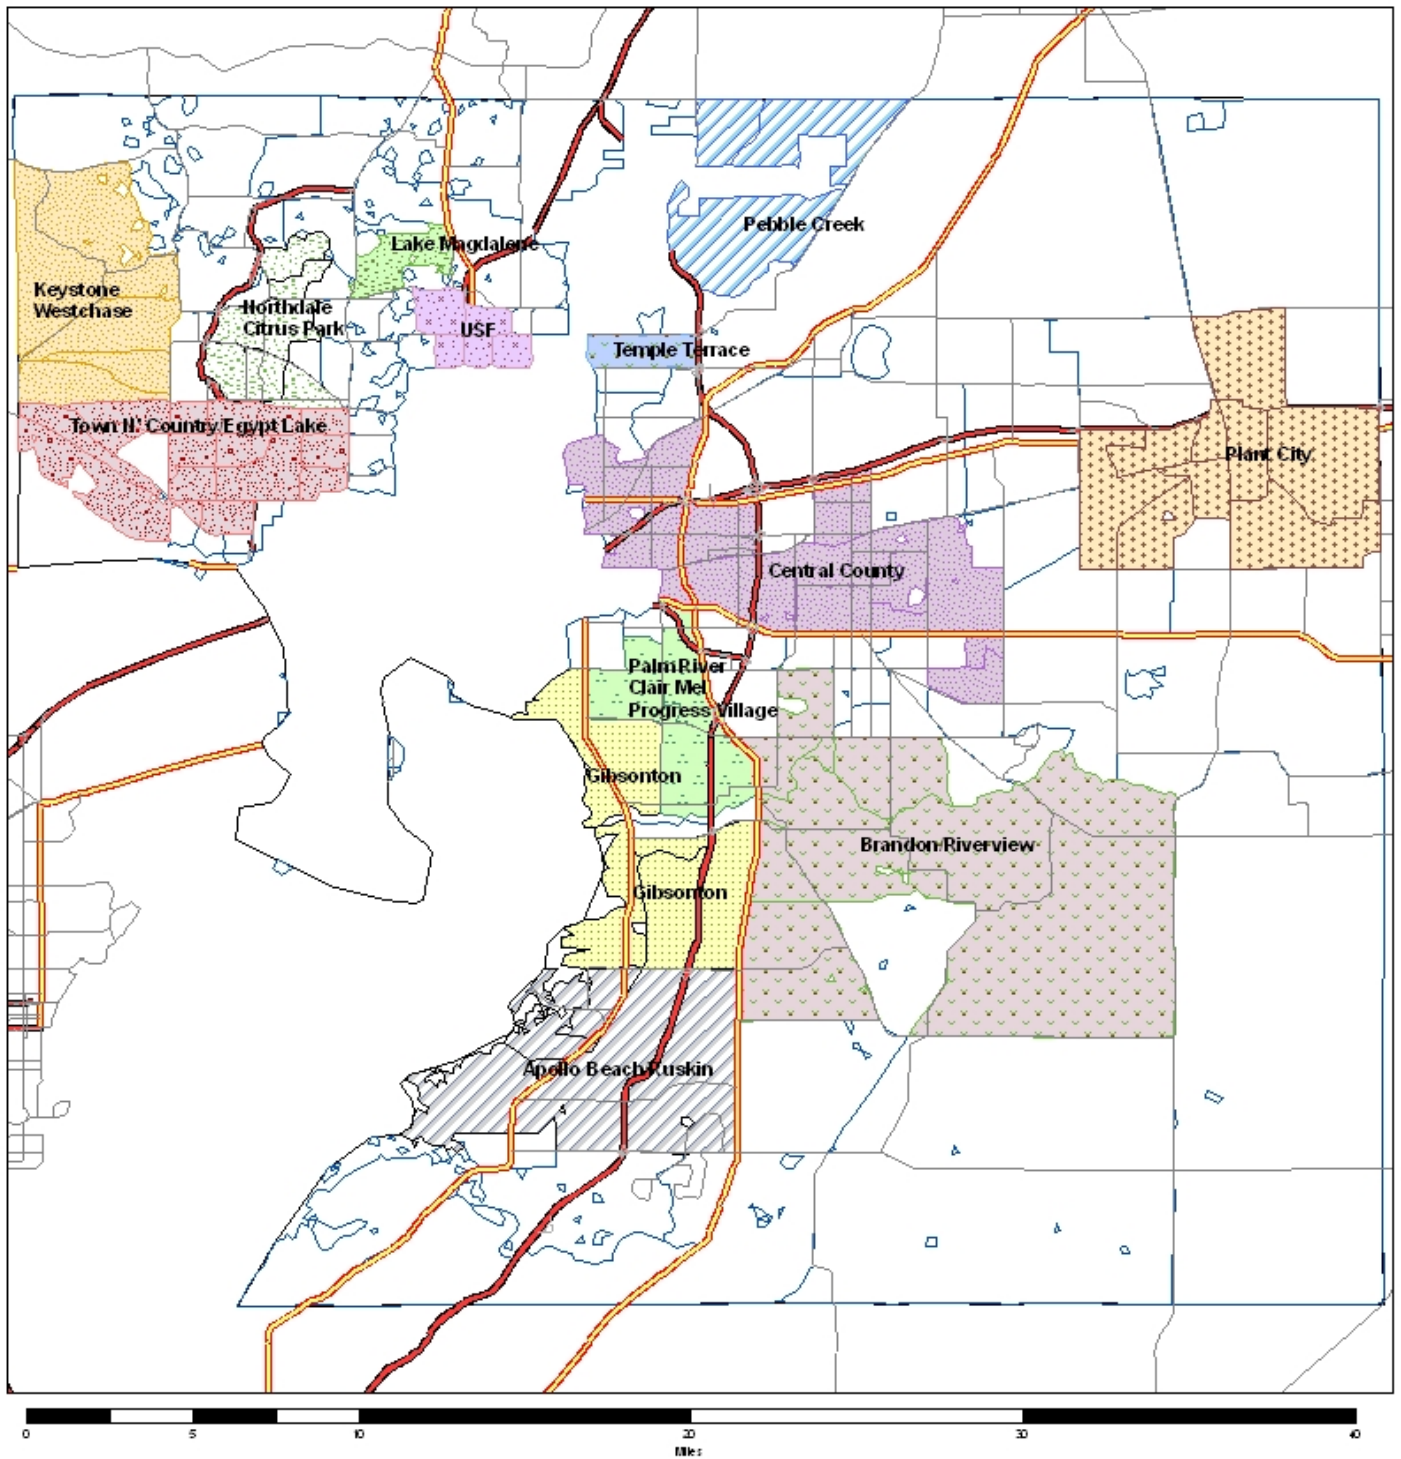 Pebble Creek
Lake Magdalene
Keystone
Westchase
Northdale
Citrus Park
USF
Temple Terrace
Town N' Country/Egypt Lake
Plant City
Central County
Palm River
Clair Mel
Progress Village
Gibsonton
Brandon/Riverview
Gibsonton
Apollo Beach/Ruskin
0 5 10 20 30 40
Miles